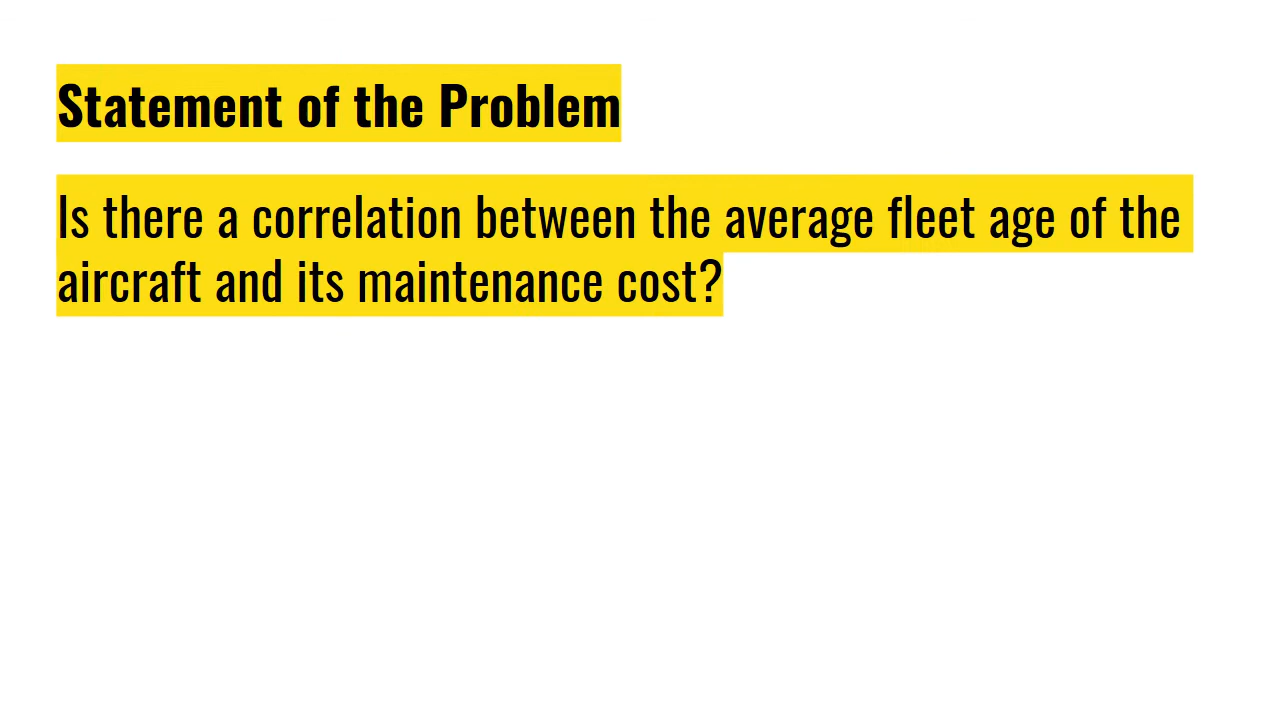 Statement of the Problem
Is there a correlation between the average fleet age of the
aircraft and its maintenance cost?